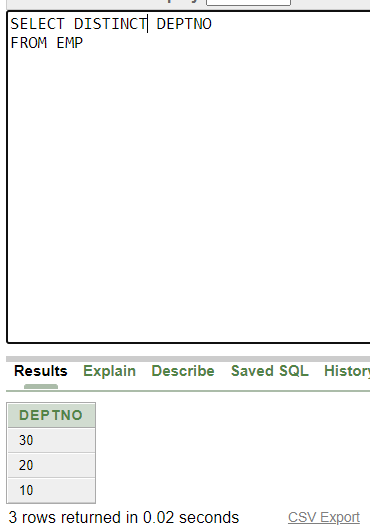 SELECT DISTINCT DEPTNO
FROM EMP
Results Explain Describe Saved SQL History
DEPTNO
30
20
10
3 rows returned in 0.02 seconds CSV Export